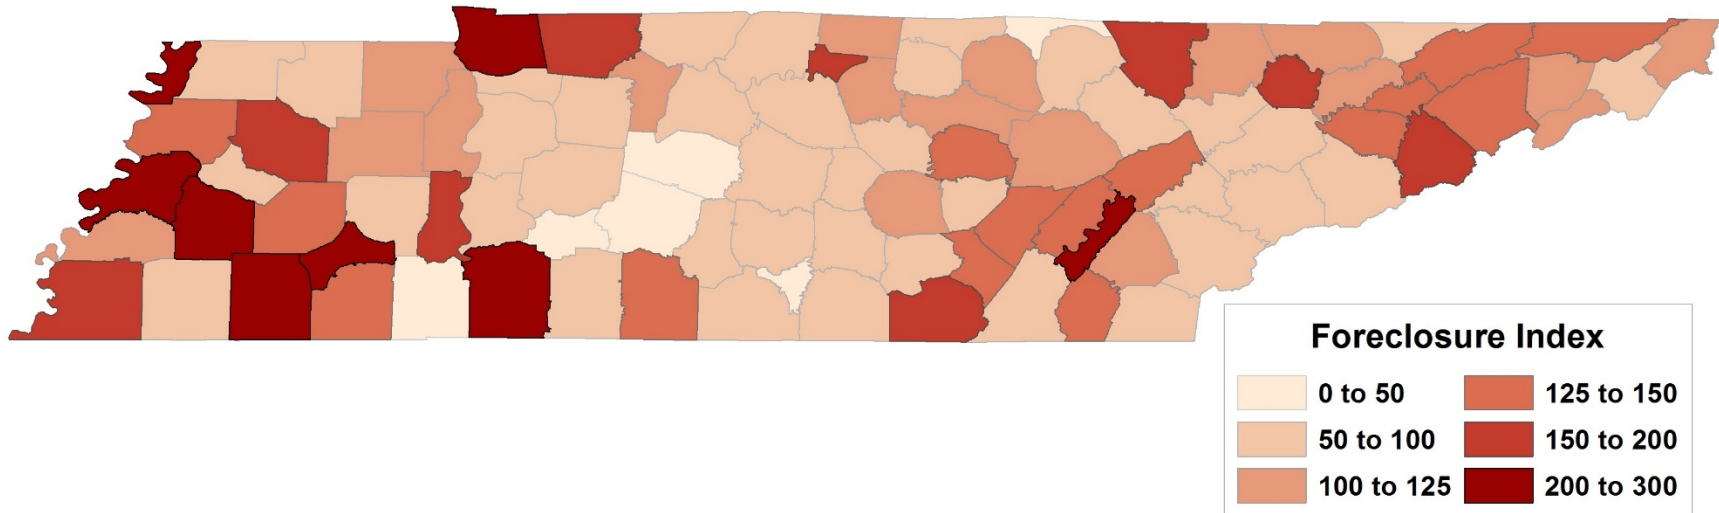 Foreclosure Index
0 to 50
125 to 150
50 to 100
150 to 200
100 to 125
200 to 300